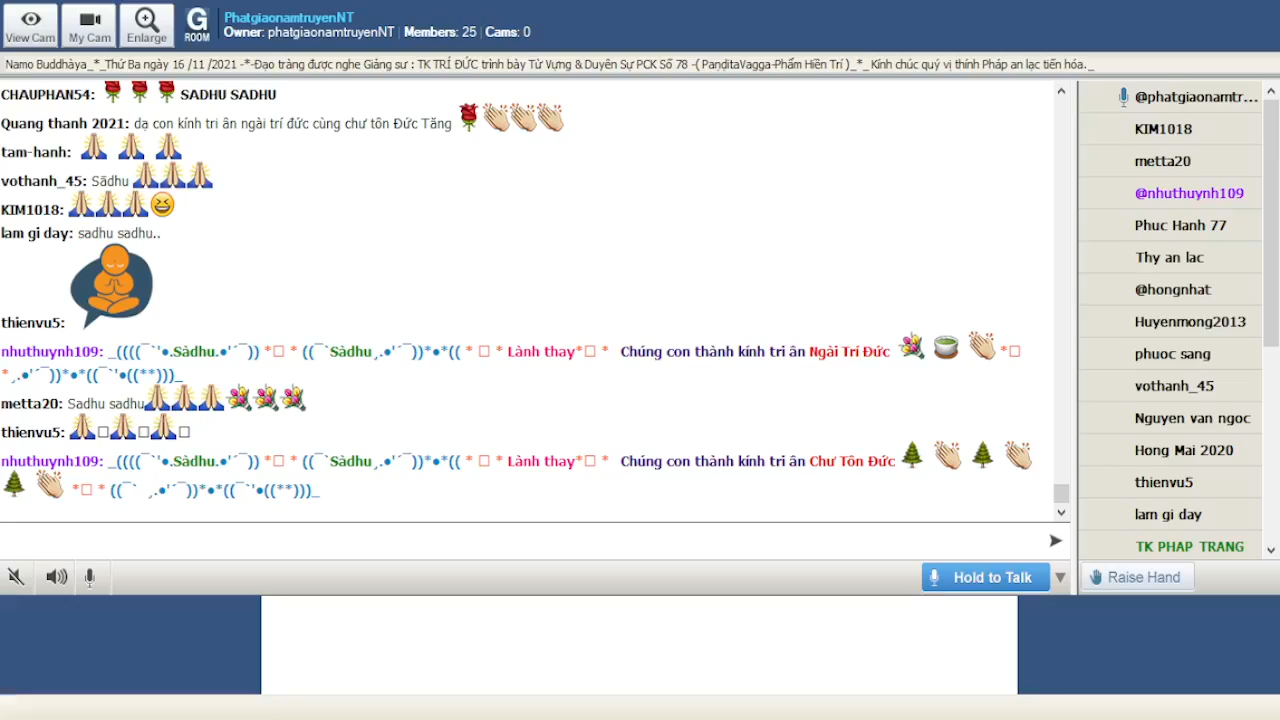 View Cam
My Cam
Enlarge
G
ROOM
PhatgiaonamtruyenNT
Owner: phatgiaonamtruyenNT | Members: 25 | Cams: 0
Namo Buddhàya_*_Thứ Ba ngày 16 /11 /2021 -*-Đạo tràng được nghe Giảng sư : TK TRÍ ĐỨC trình bày Từ Vựng & Duyên Sự PCK Số 78 -( PaṇḍitaVagga-Phẩm Hiền Trí )_*_ Kính chúc quý vị thính Pháp an lạc tiến hóa._
CHAUPHAN54: 🌹 🌹 🌹 SADHU SADHU
Quang thanh 2021: dạ con kính tri ân ngài trí đức cùng chư tôn Đức Tăng 🌹👏👏👏
tam-hanh: 🙏 🙏 🙏
vothanh_45: Sādhu 🙏🙏🙏
KIM1018: 🙏🙏🙏😆
lam gi day: sadhu sadhu..
thienvu5:
nhuthuynh109: _((((¯`'•.Sàdhu.•'´¯)) *□ * ((¯`Sàdhu¸.•'´¯))*•*(( * □ * Lành thay*□ * Chúng con thành kính tri ân Ngài Trí Đức 💐 🍵 👏 *□
*¸.•'´¯))*•*((¯`'•((**)))_
metta20: Sadhu sadhu🙏🙏🙏💐💐💐
thienvu5: 🙏□🙏□🙏□
nhuthuynh109: _((((¯`'•.Sàdhu.•'´¯)) *□ * ((¯`Sàdhu¸.•'´¯))*•*(( * □ * Lành thay*□ * Chúng con thành kính tri ân Chư Tôn Đức 🌲 👏 🌲 👏
🌲 👏 *□ * ((¯` ¸.•'´¯))*•*((¯`'•((**)))_
@phatgiaonamtr...
KIM1018
metta20
@nhuthuynh109
Phuc Hanh 77
Thy an lac
@hongnhat
Huyenmong2013
phuoc sang
vothanh_45
Nguyen van ngoc
Hong Mai 2020
thienvu5
lam gi day
TK PHAP TRANG
Hold to Talk
Raise Hand